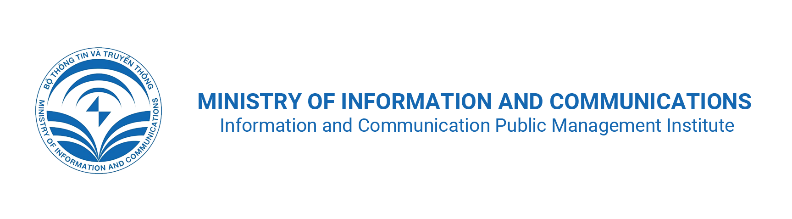 BỘ THÔNG TIN VÀ TRUYỀN THÔNG
MINISTRY OF INFORMATION AND COMMUNICATIONS
MINISTRY OF INFORMATION AND COMMUNICATIONS
Information and Communication Public Management Institute